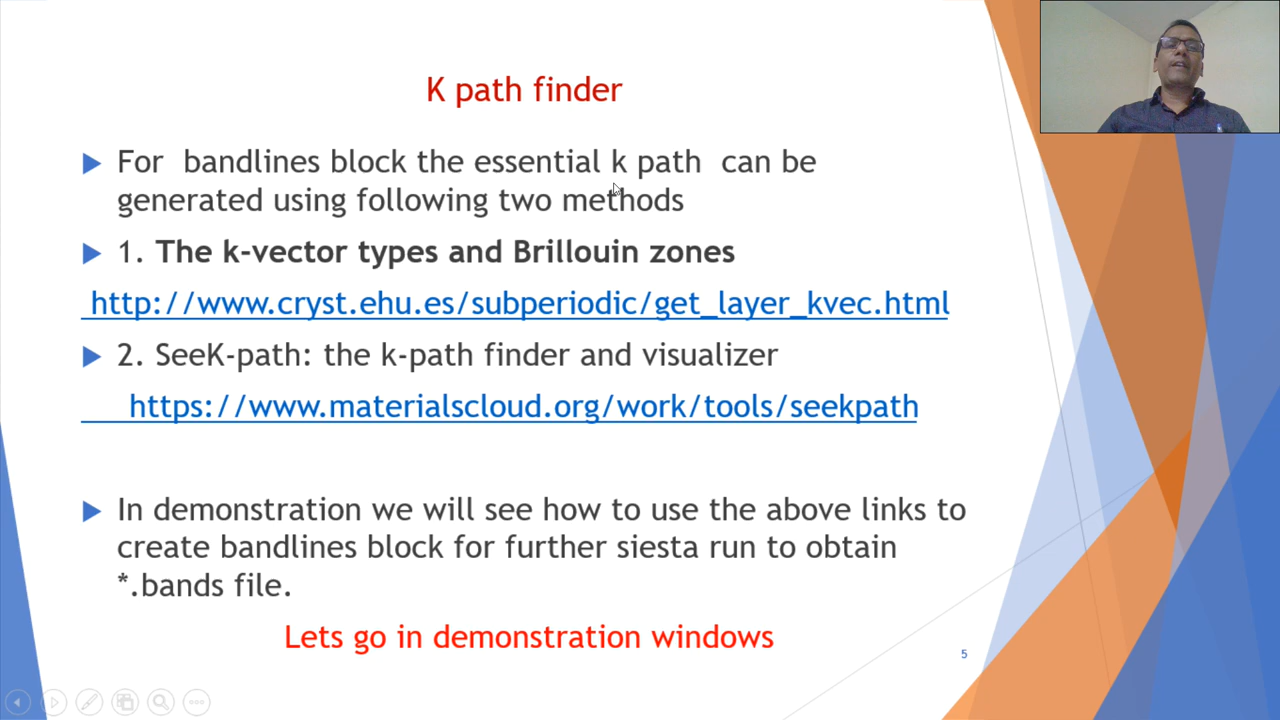 K path finder
For bandlines block the essential k path can be
generated using following two methods
1. The k-vector types and Brillouin zones
http://www.cryst.ehu.es/subperiodic/get_layer_kvec.html
2. SeeK-path: the k-path finder and visualizer
https://www.materialscloud.org/work/tools/seekpath
In demonstration we will see how to use the above links to
create bandlines block for further siesta run to obtain
*.bands file.
Lets go in demonstration windows
5